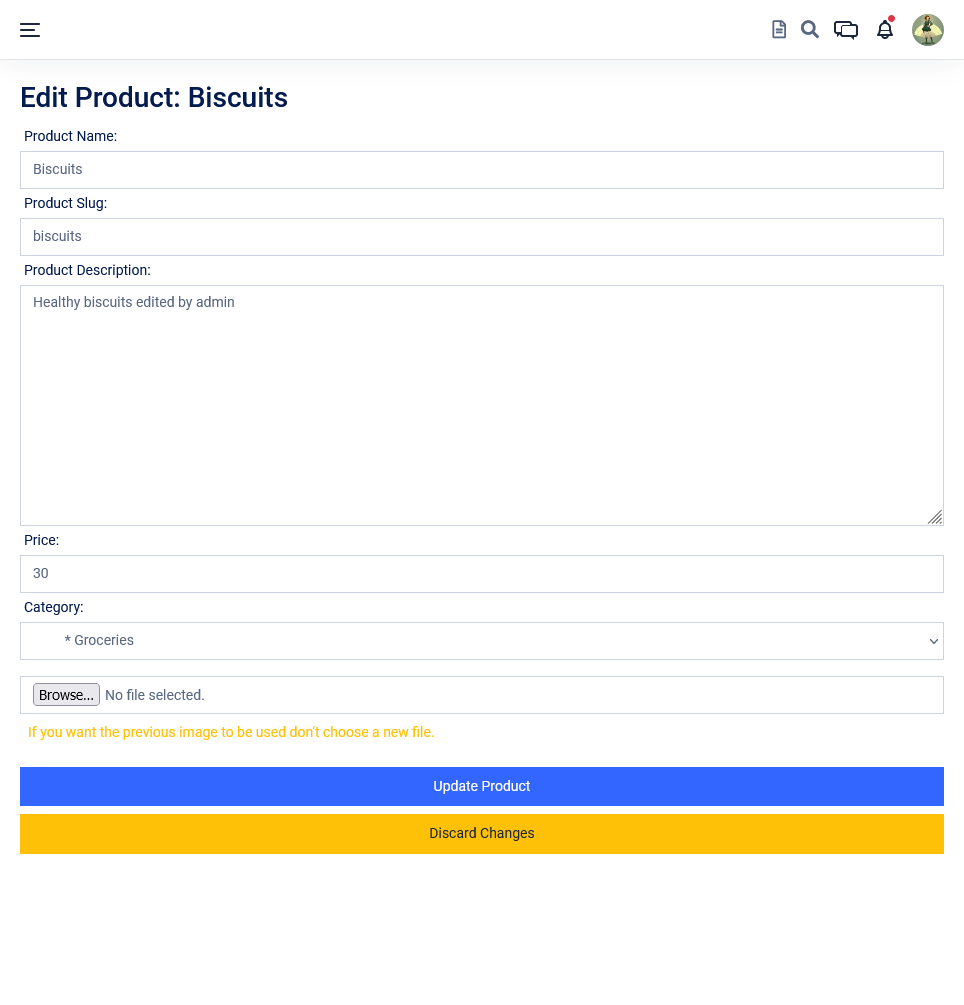 Edit Product: Biscuits
Product Name:
Biscuits
Product Slug:
biscuits
Product Description:
Healthy biscuits edited by admin
Price:
30
Category:
* Groceries
Browse... No file selected.
If you want the previous image to be used don't choose a new file.
Update Product
Discard Changes